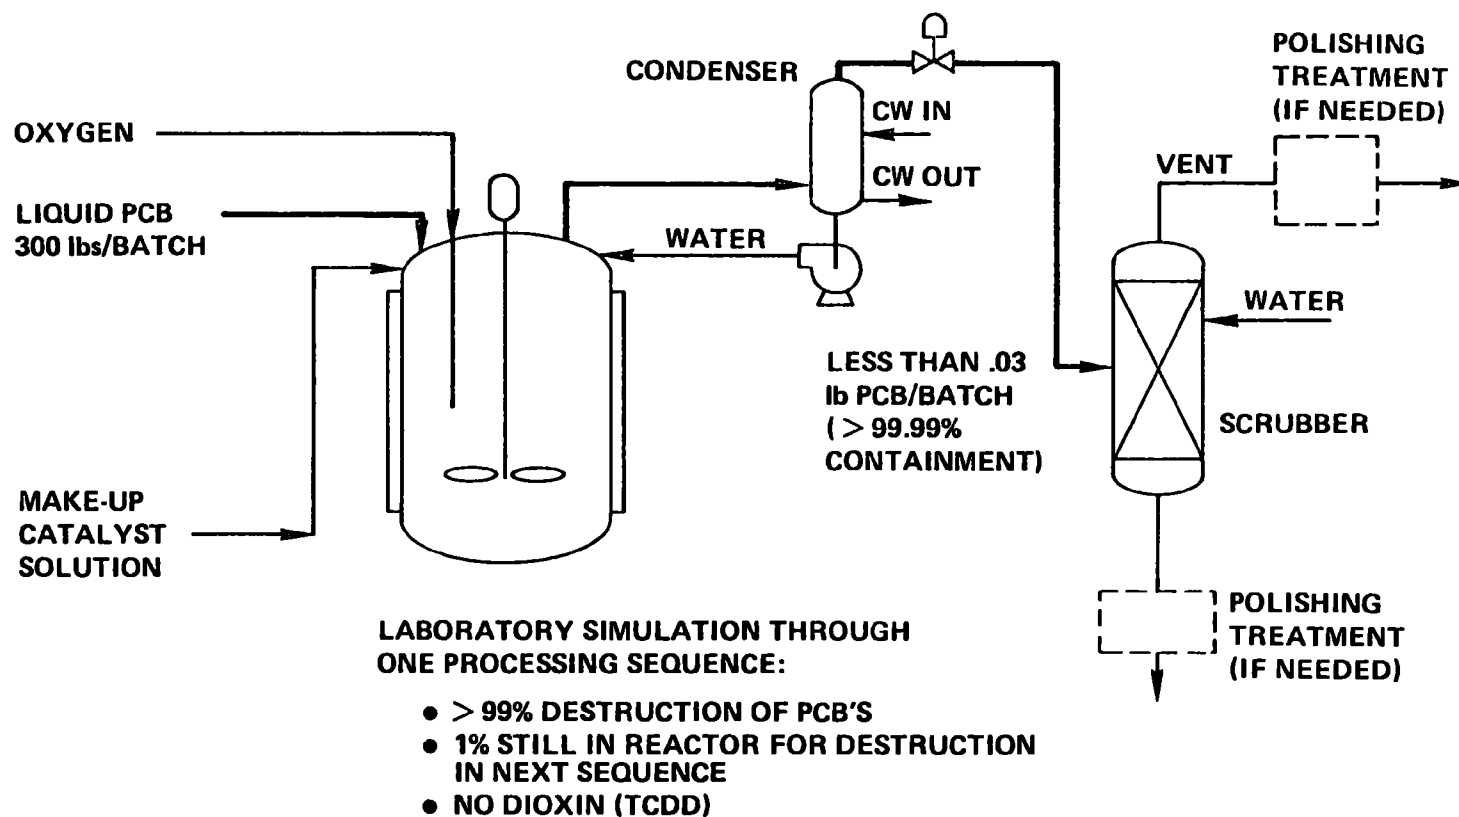 OXYGEN
LIQUID PCB
300 lbs/BATCH
MAKE-UP
CATALYST
SOLUTION
CONDENSER
CW IN
CW OUT
WATER
LESS THAN .03
lb PCB/BATCH
( > 99.99%
CONTAINMENT)
POLISHING
TREATMENT
(IF NEEDED)
VENT
WATER
SCRUBBER
POLISHING
TREATMENT
(IF NEEDED)
LABORATORY SIMULATION THROUGH
ONE PROCESSING SEQUENCE:
● > 99% DESTRUCTION OF PCB'S
● 1% STILL IN REACTOR FOR DESTRUCTION
IN NEXT SEQUENCE
● NO DIOXIN (TCDD)